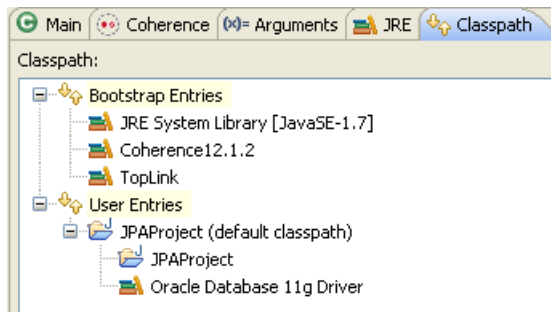 Main Coherence (x)= Arguments JRE Classpath
Classpath:
Bootstrap Entries
JRE System Library [JavaSE-1.7]
Coherence12.1.2
TopLink
User Entries
JPAProject (default classpath)
JPAProject
Oracle Database 11g Driver